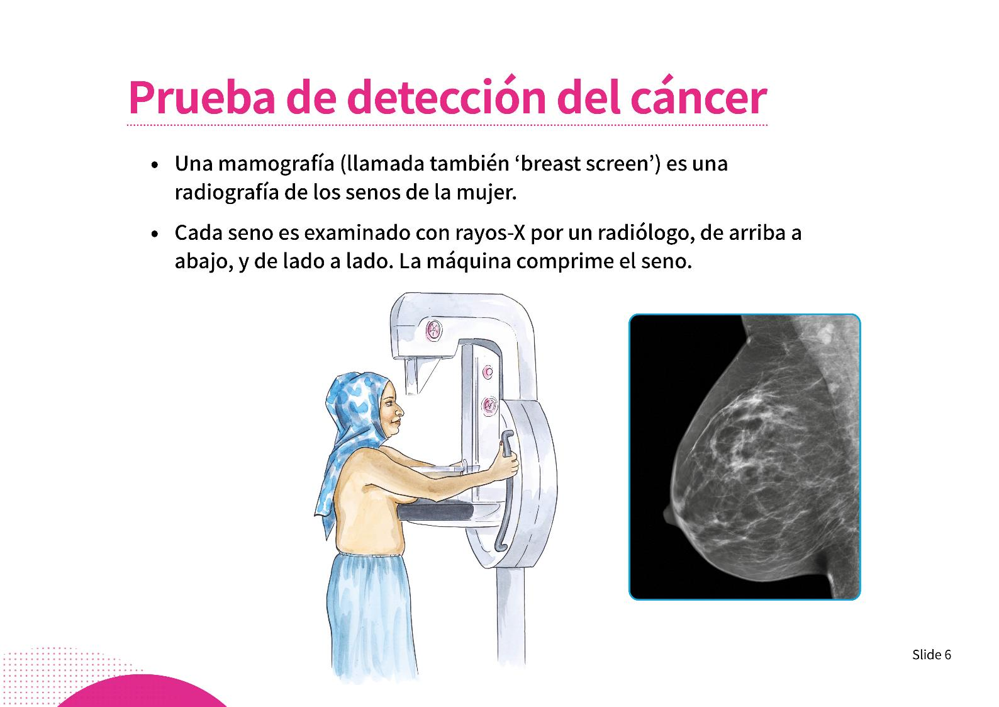 Prueba de detección del cáncer
• Una mamografía (llamada también ‘breast screen’) es una
radiografía de los senos de la mujer.
• Cada seno es examinado con rayos-X por un radiólogo, de arriba a
abajo, y de lado a lado. La máquina comprime el seno.
Slide 6